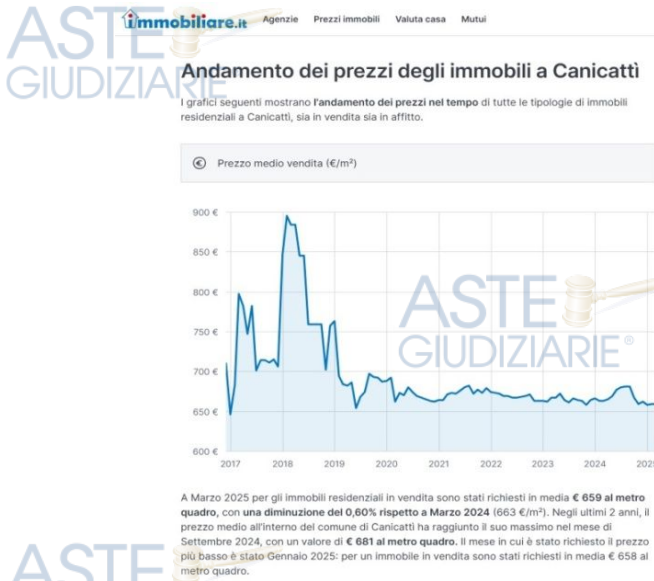 immobiliare.it Agenzie Prezzi immobili Valuta casa Mutui
ASTE
GIUDIZIARIE
Andamento dei prezzi degli immobili a Canicattì
I grafici seguenti mostrano l'andamento dei prezzi nel tempo di tutte le tipologie di immobili
residenziali a Canicattì, sia in vendita sia in affitto.
€ Prezzo medio vendita (€/m²)
900 €
850 €
800 €
750 €
700 €
650 €
600 €
ASTE
GIUDIZIARIE®
2017 2018 2019 2020 2021 2022 2023 2024 2025
A Marzo 2025 per gli immobili residenziali in vendita sono stati richiesti in media € 659 al metro
quadro, con una diminuzione del 0,60% rispetto a Marzo 2024 (663 €/m²). Negli ultimi 2 anni, il
prezzo medio all'interno del comune di Canicattì ha raggiunto il suo massimo nel mese di
Settembre 2024, con un valore di € 681 al metro quadro. Il mese in cui è stato richiesto il prezzo
più basso è stato Gennaio 2025: per un immobile in vendita sono stati richiesti in media € 658 al
metro quadro.
ASTE